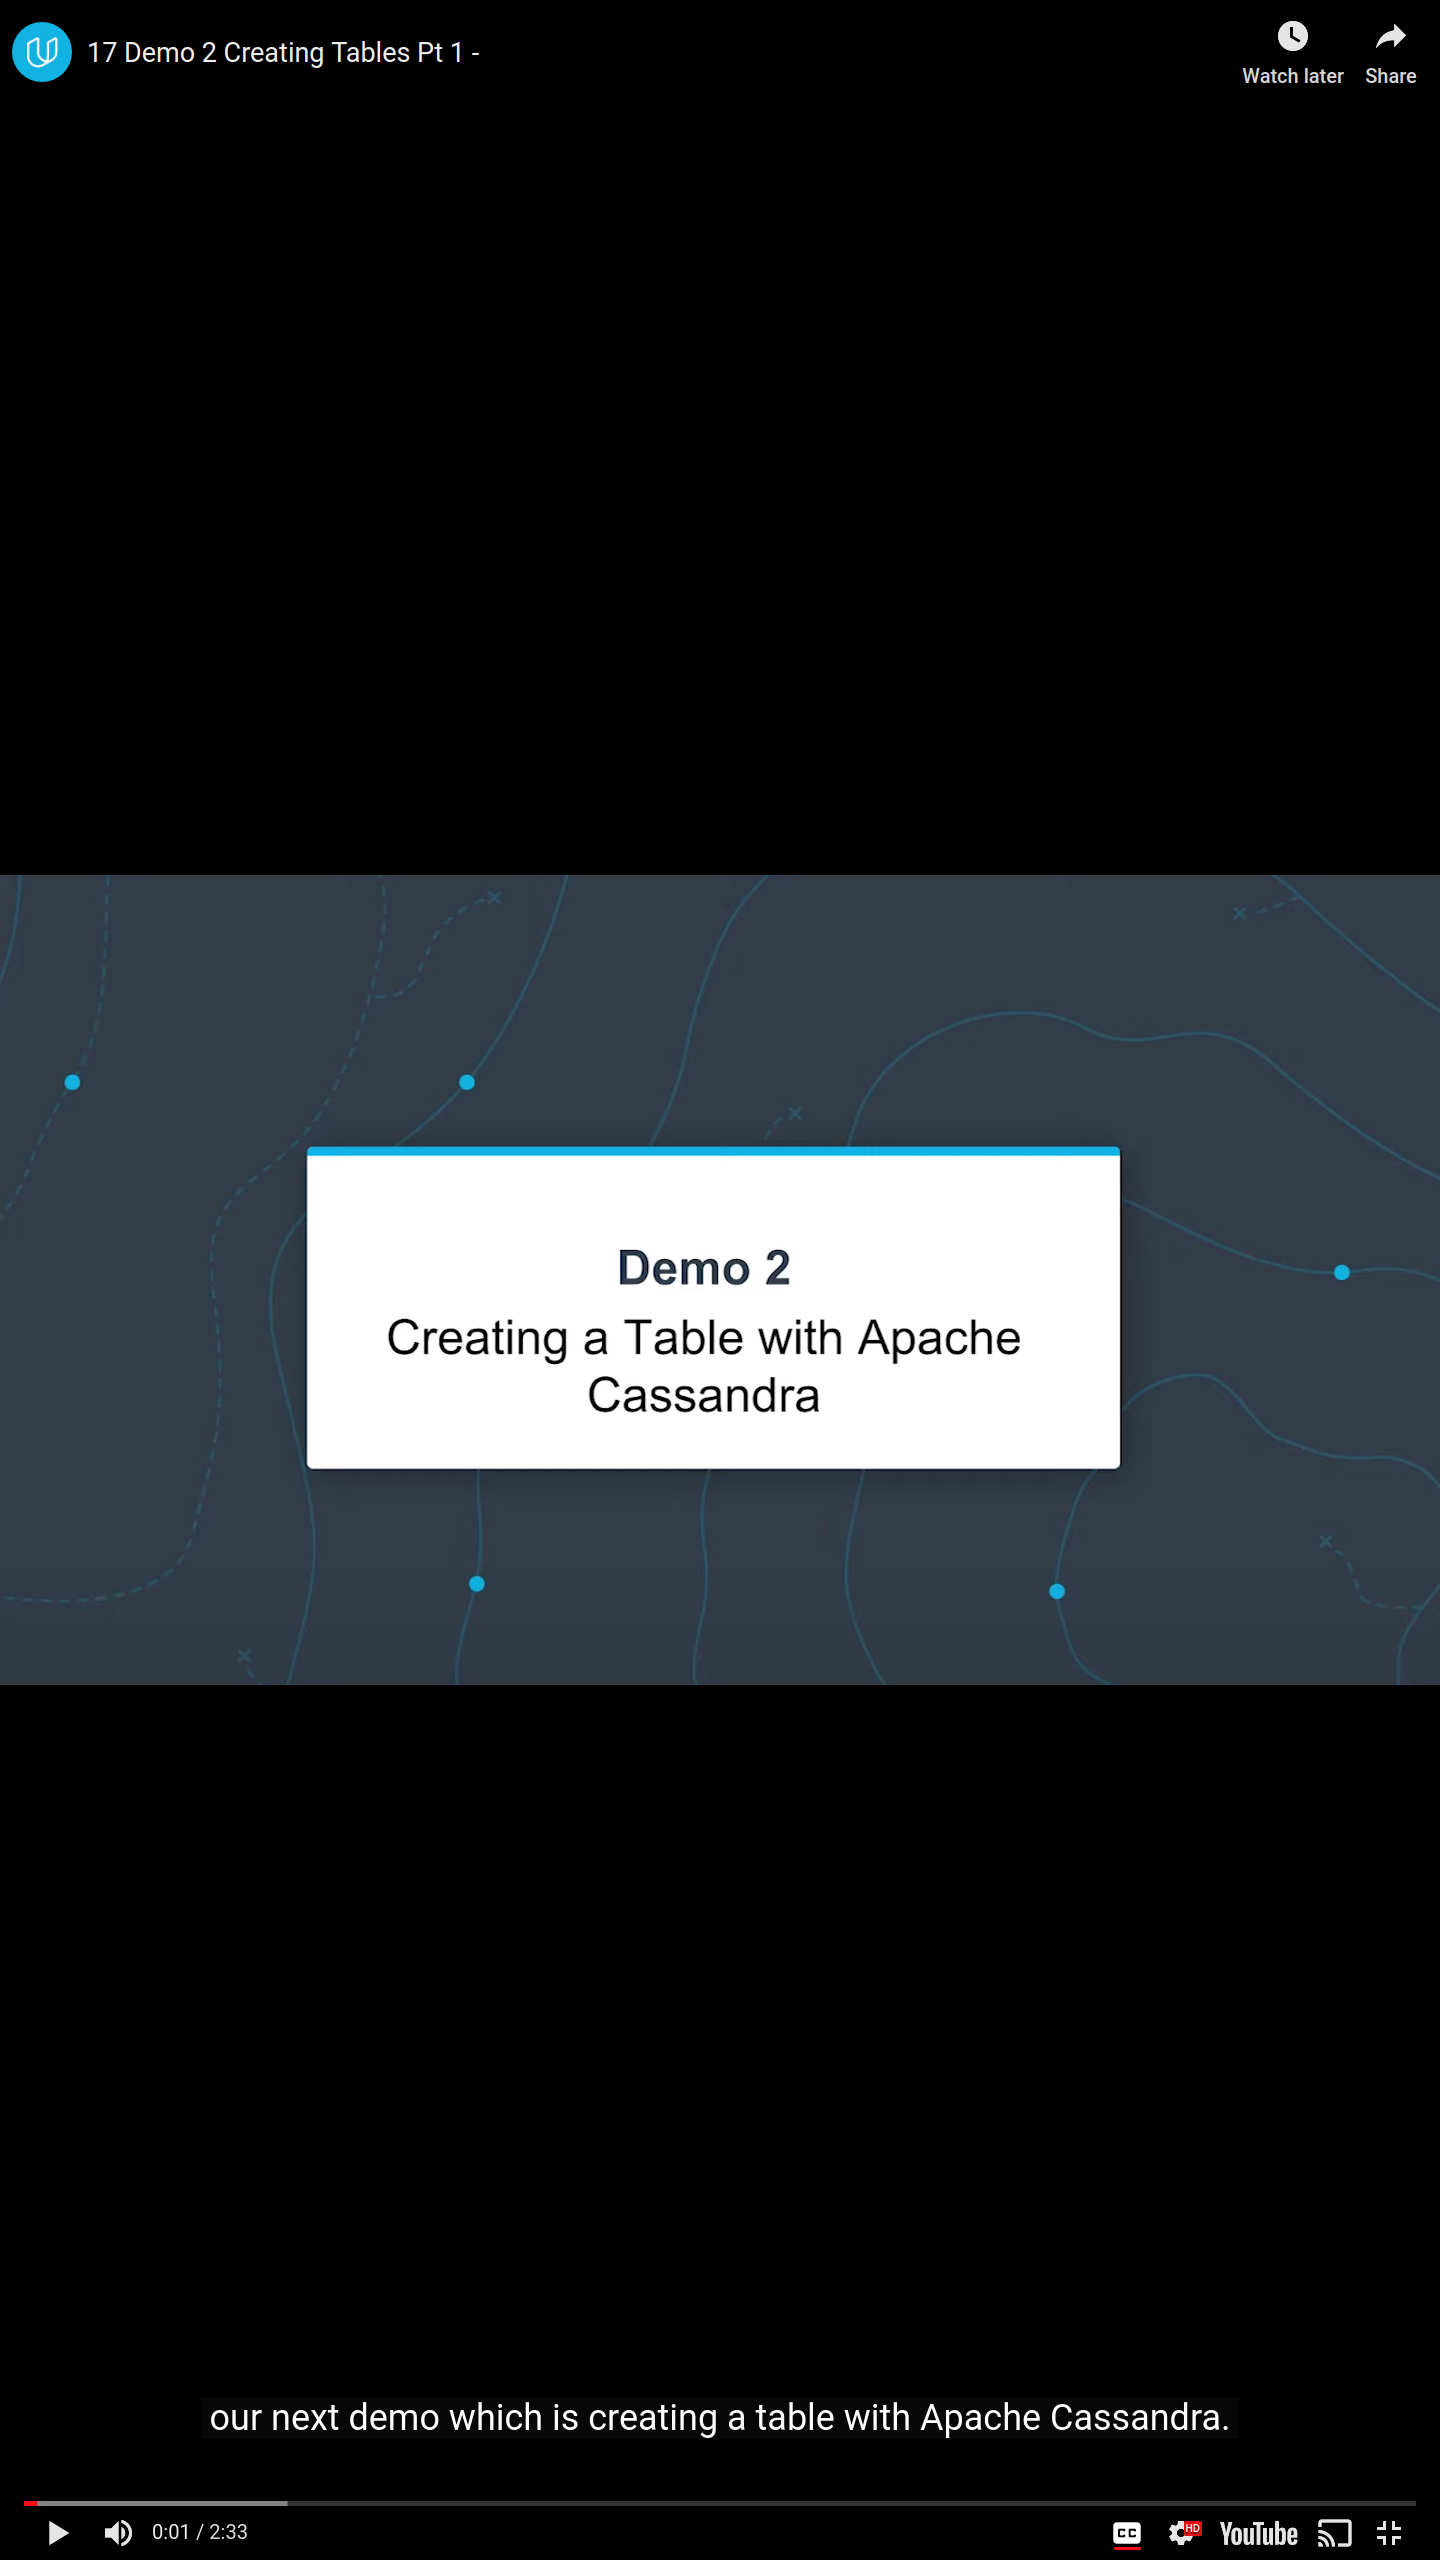 17 Demo 2 Creating Tables Pt 1 -
Watch later
Share
Demo 2
Creating a Table with Apache
Cassandra
our next demo which is creating a table with Apache Cassandra.
0:01 / 2:33
CC
HD
YouTube